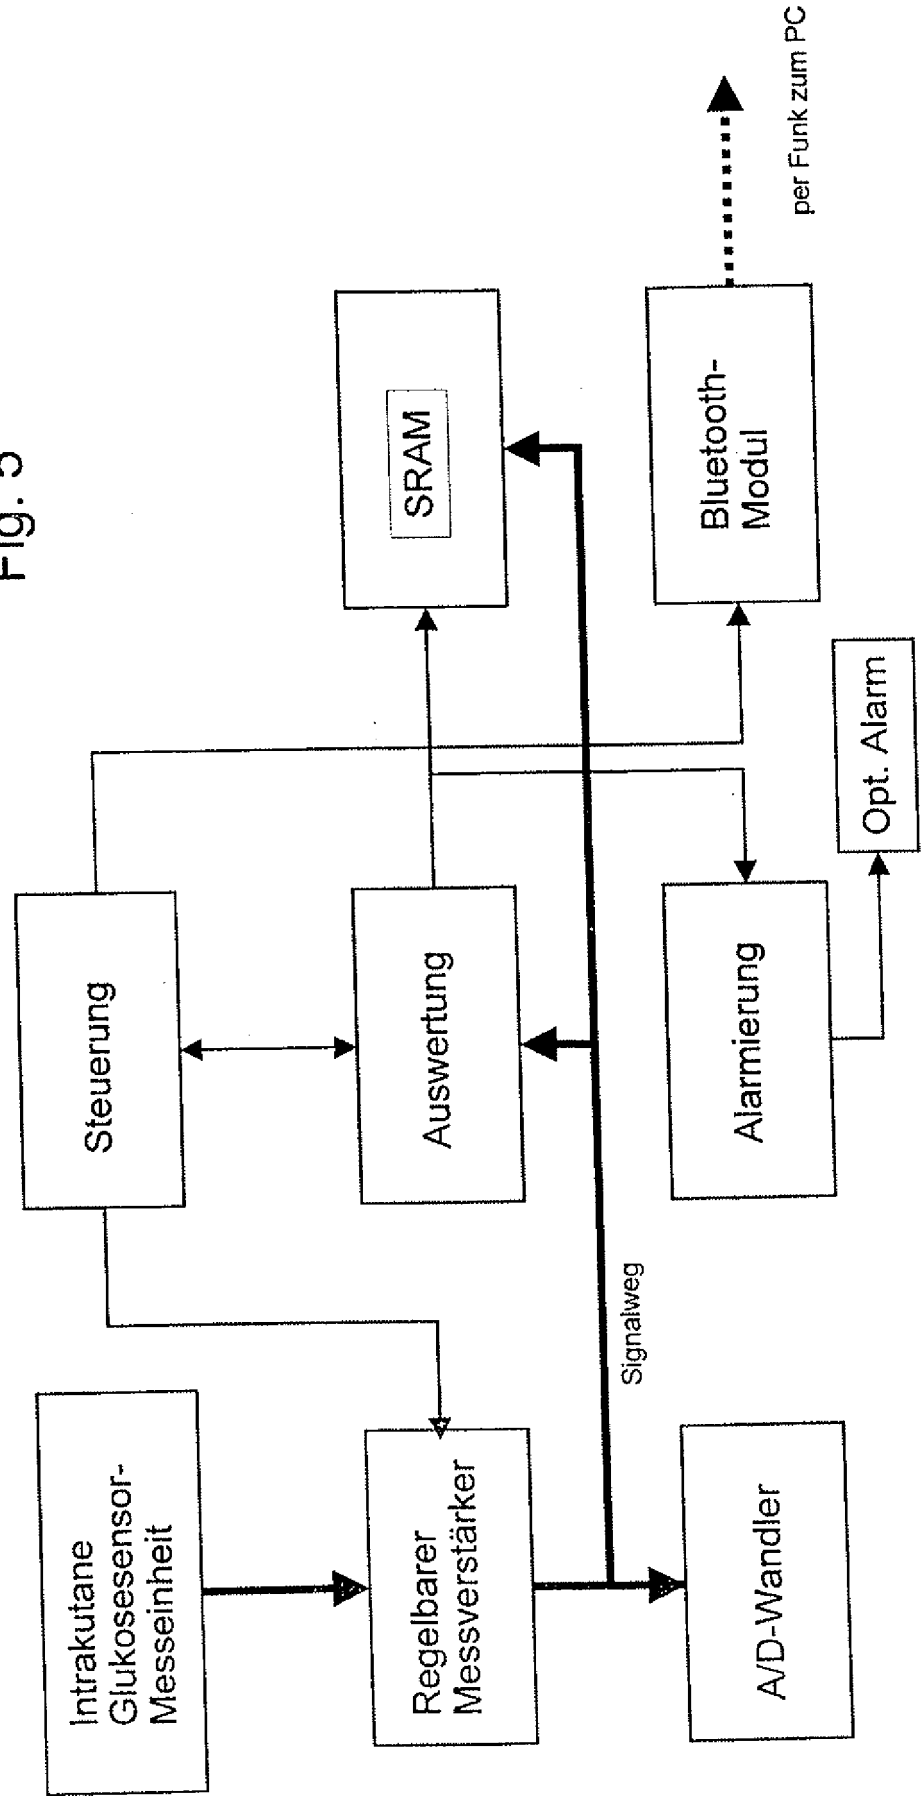 Fig. 5
Intrakutane
Glukosesensor-
Messeinheit
Steuerung
Regelbarer
Messverstärker
Auswertung
SRAM
Signalweg
A/D-Wandler
Alarmierung
Opt. Alarm
Bluetooth-
Modul
per Funk zum PC